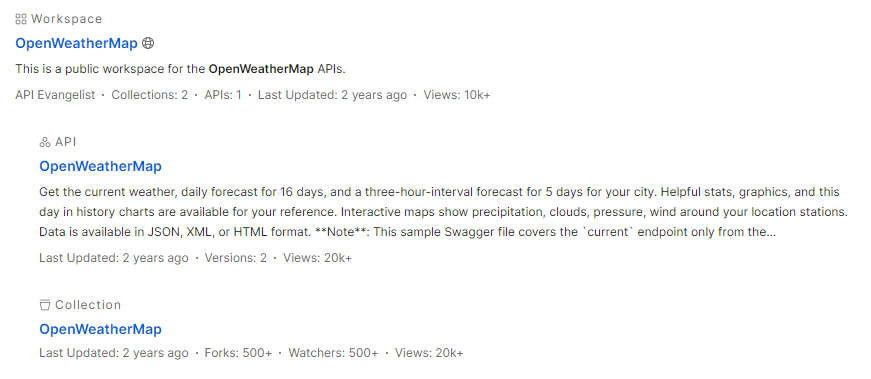 Workspace
OpenWeatherMap
This is a public workspace for the OpenWeatherMap APIs.
API Evangelist · Collections: 2 · APIs: 1 · Last Updated: 2 years ago · Views: 10k+
API
OpenWeatherMap
Get the current weather, daily forecast for 16 days, and a three-hour-interval forecast for 5 days for your city. Helpful stats, graphics, and this
day in history charts are available for your reference. Interactive maps show precipitation, clouds, pressure, wind around your location stations.
Data is available in JSON, XML, or HTML format. **Note**: This sample Swagger file covers the `current` endpoint only from the...
Last Updated: 2 years ago · Versions: 2 · Views: 20k+
Collection
OpenWeatherMap
Last Updated: 2 years ago · Forks: 500+ · Watchers: 500+ · Views: 20k+